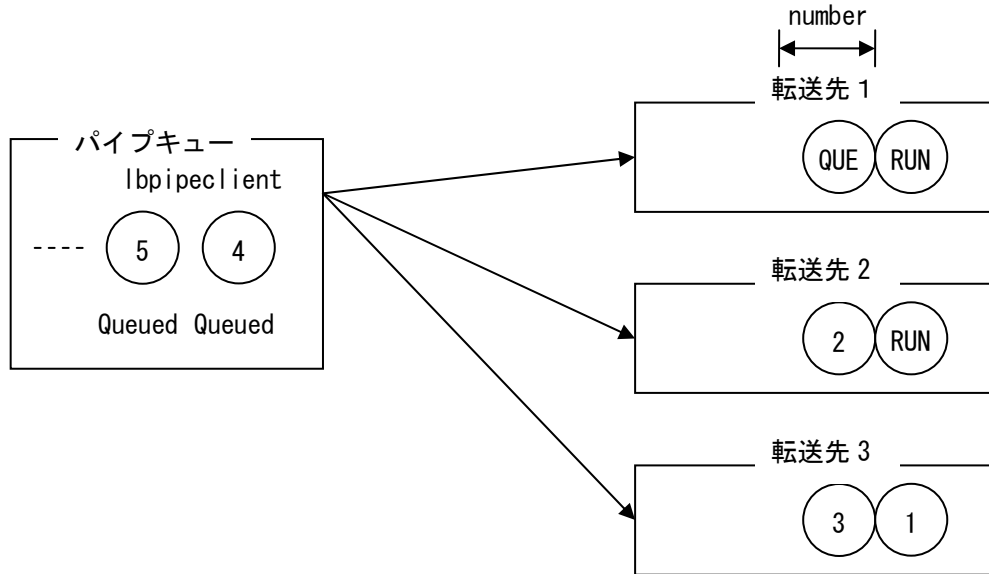 number
転送先 1
QUE RUN
パイプキュー
lbpipeclient
---- 5 4
Queued Queued
転送先 2
2 RUN
転送先 3
3 1